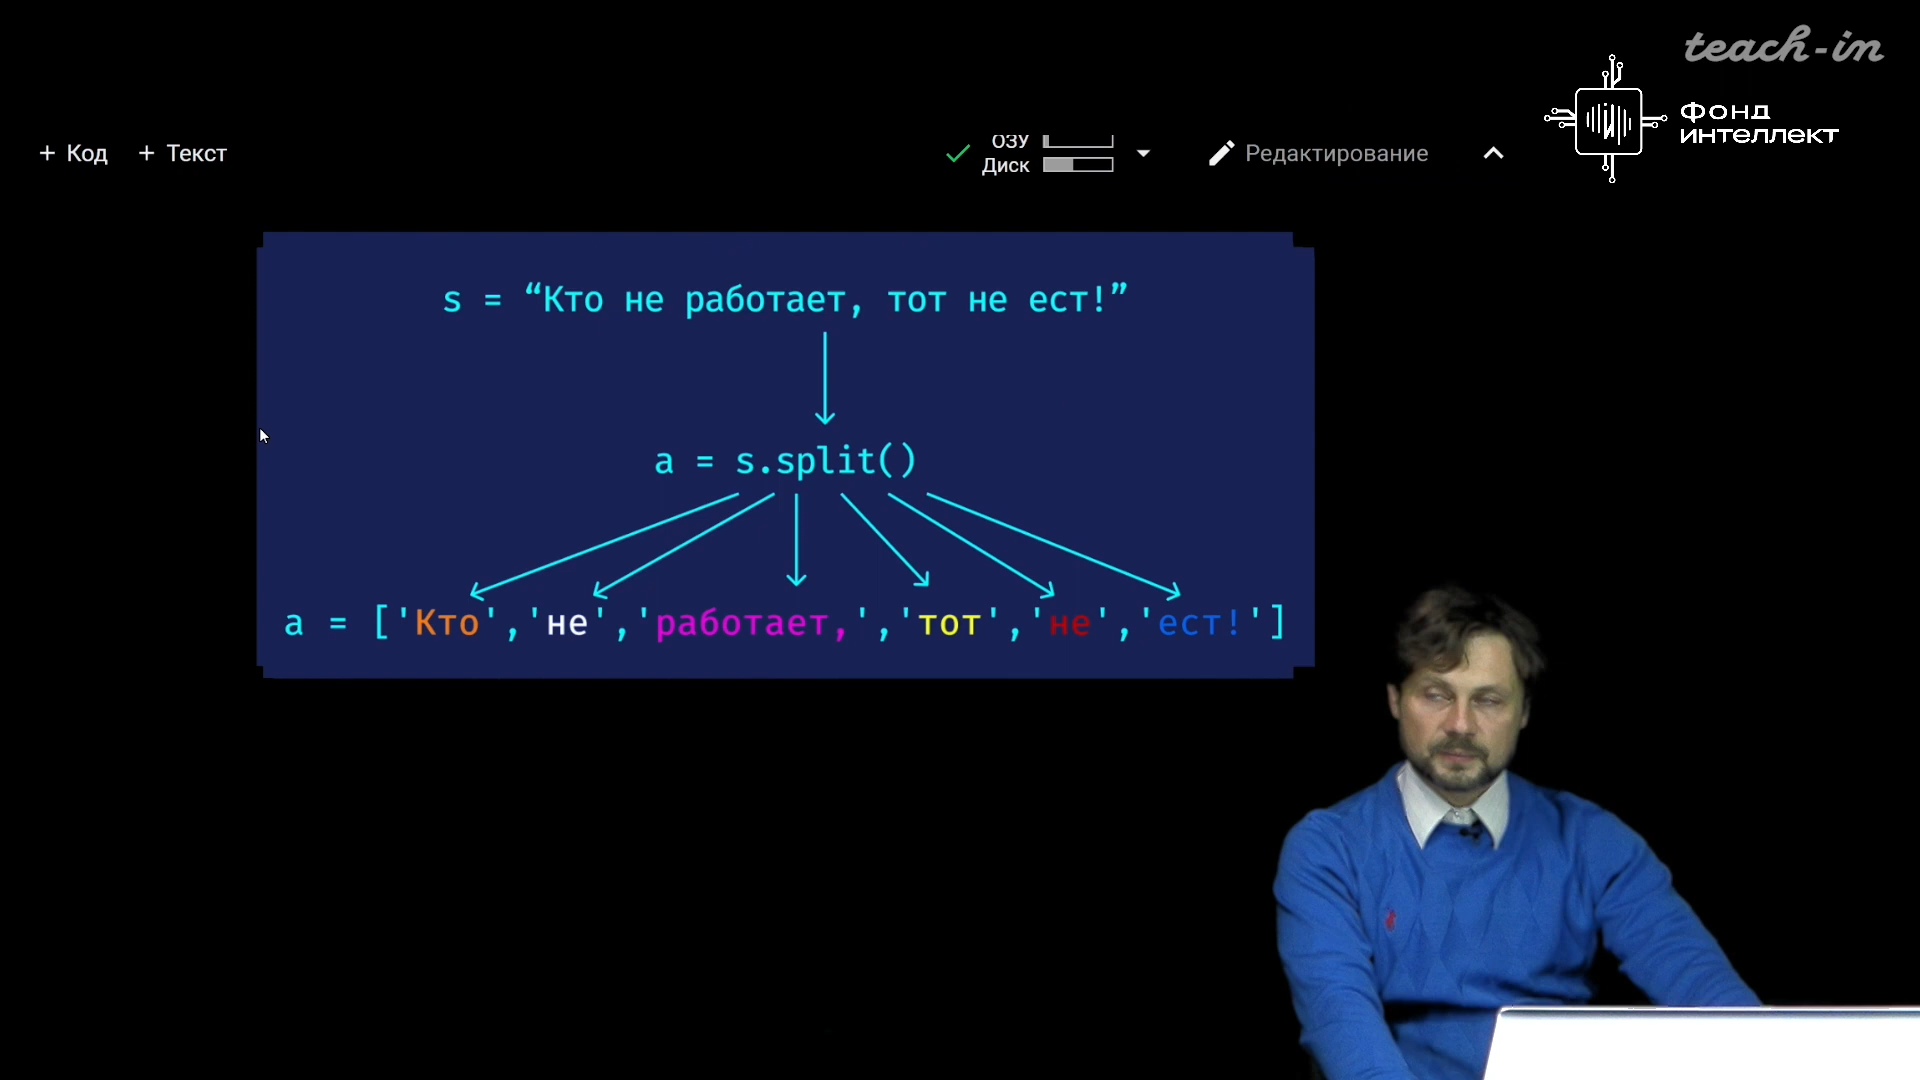 teach-in
ФОНД
ИНТЕЛЛЕКТ
+ Код + Текст
ОЗУ
Диск
Редактирование
s = “Кто не работает, тот не ест!”
a = s.split()
a = ['Кто','не','работает,','тот','не','ест!']